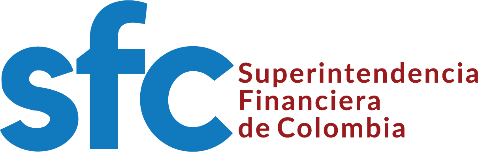 sfc
Superintendencia
Financiera
de Colombia